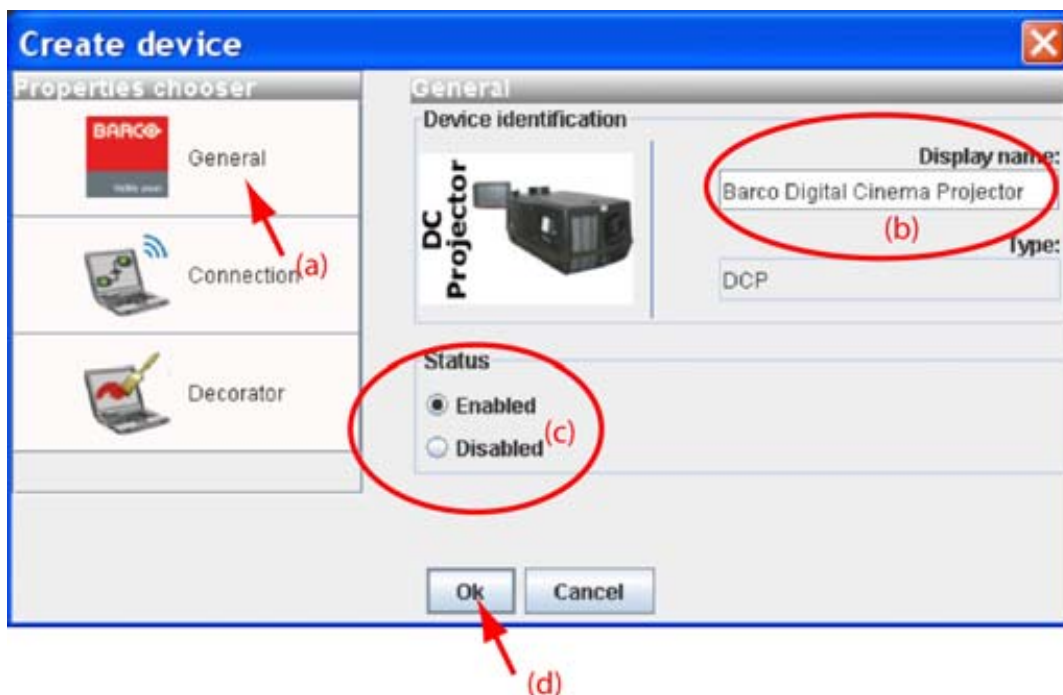 Create device
Properties chooser
BARCO
General
(a)
Connection
Decorator
General
Device identification
DC
Projector
Display name:
Barco Digital Cinema Projector
(b)
Type:
DCP
Status
Enabled
(c)
Disabled
Ok
Cancel
(d)